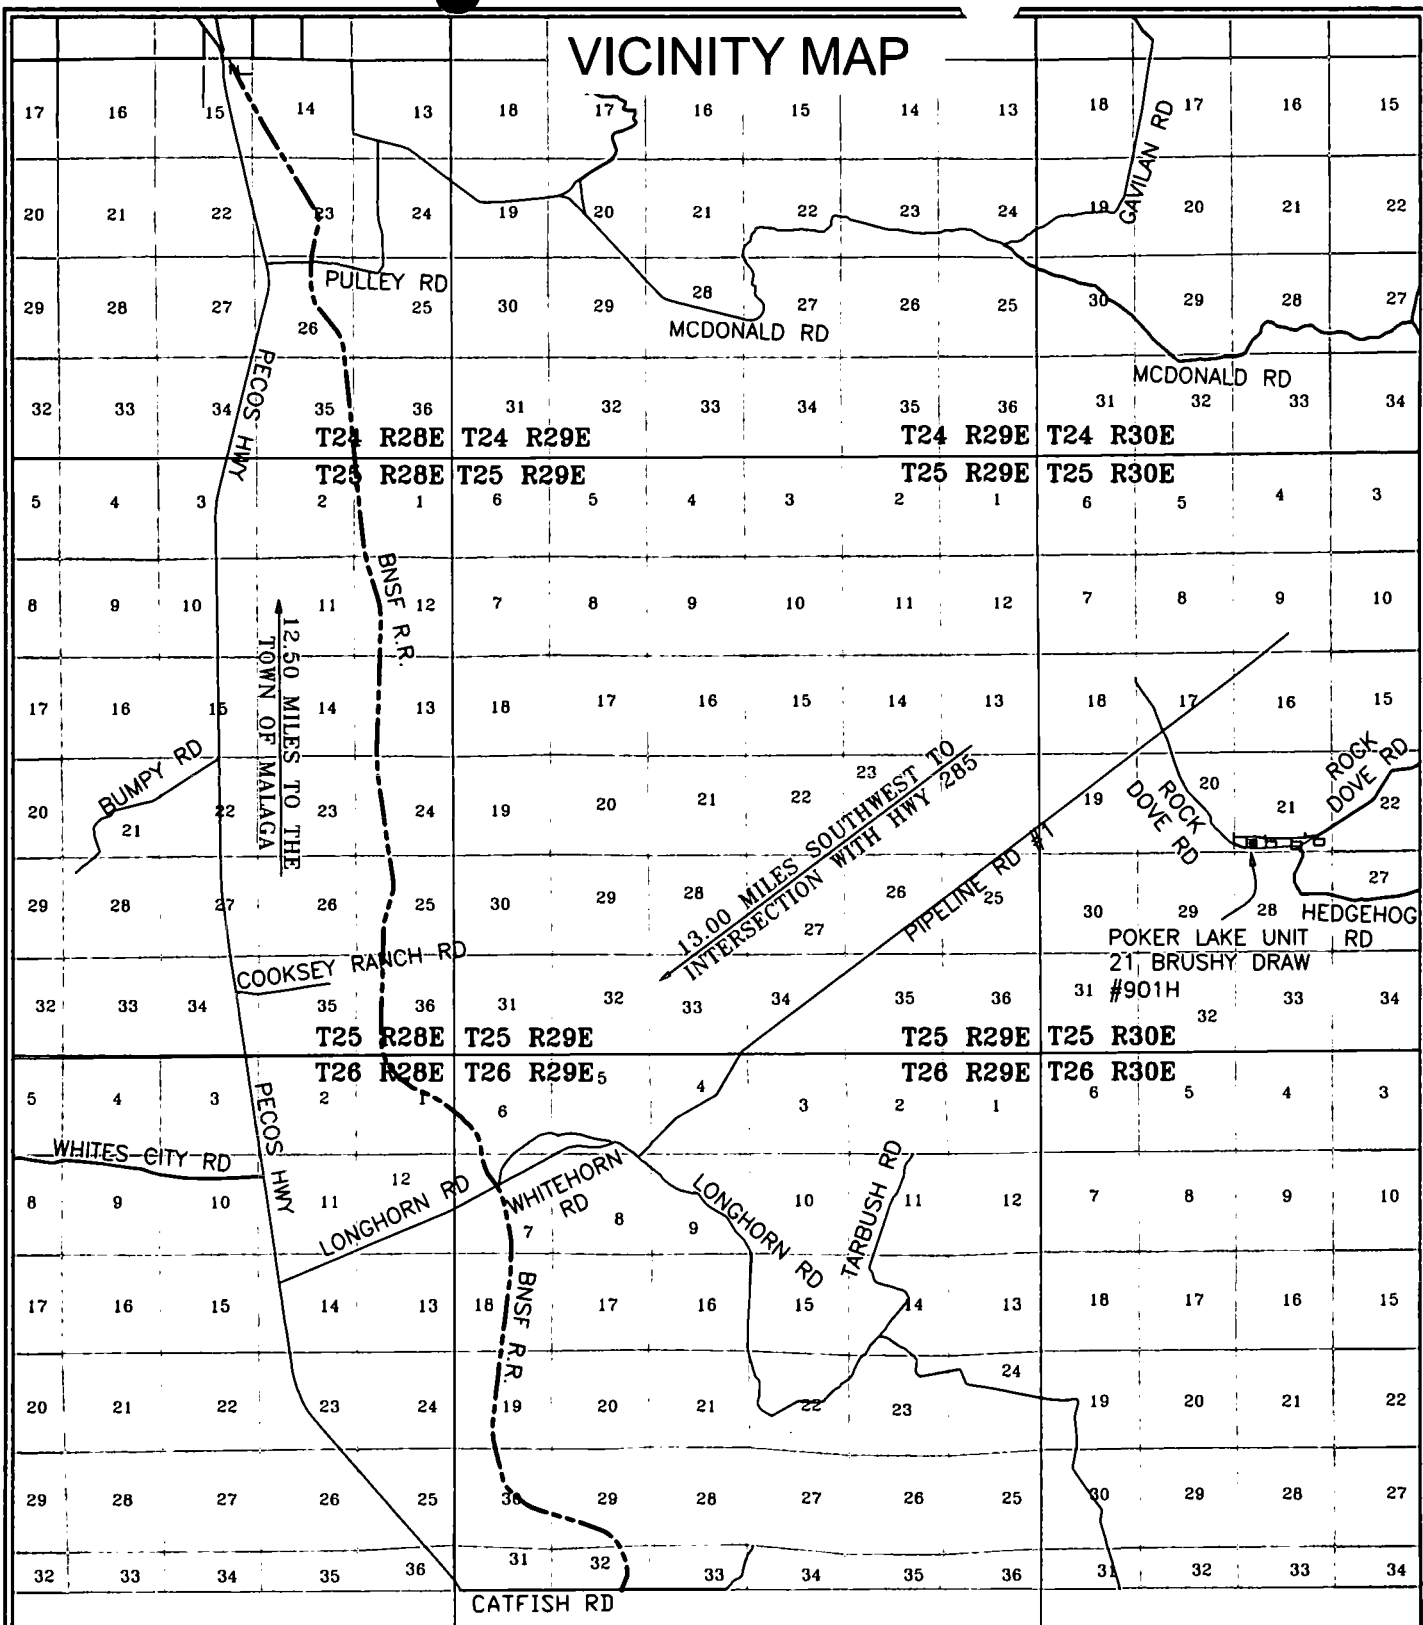 VICINITY MAP
17 16 15 14 13 18 17 16 15 14 13 18 17 16 15
GAVILAN RD
20 21 22 23 24 19 20 21 22 23 24 19 20 21 22
PULLEY RD
29 28 27 26 25 30 29 28 27 26 25 30 29 28 27
MCDONALD RD
MCDONALD RD
PECOS HWY
32 33 34 35 36 31 32 33 34 35 36 31 32 33 34
T24 R28E T24 R29E T24 R29E T24 R30E
T25 R28E T25 R29E T25 R29E T25 R30E
5 4 3 2 1 6 5 4 3 2 1 6 5 4 3
BNSF R.R.
8 9 10 11 12 7 8 9 10 11 12 7 8 9 10
12.50 MILES TO THE
TOWN OF MALAGA
17 16 15 14 13 18 17 16 15 14 13 18 17 16 15
BUMPY RD
13.00 MILES SOUTHWEST TO
INTERSECTION WITH HWY 285
ROCK
DOVE RD
ROCK
DOVE RD
20 21 22 23 24 19 20 21 22 23 19 20 21 22
PIPELINE RD #1
29 28 27 26 25 30 29 28 27 26 25 30 29 28 27
HEDGEHOG
RD
POKER LAKE UNIT
21 BRUSHY DRAW
#901H
COOKSEY RANCH RD
32 33 34 35 36 31 32 33 34 35 36 31 32 33 34
T25 R28E T25 R29E T25 R29E T25 R30E
T26 R28E T26 R29E T26 R29E T26 R30E
5 4 3 2 1 6 5 4 3 2 1 6 5 4 3
PECOS HWY
WHITES CITY RD
LONGHORN RD
WHITEHORN
RD
LONGHORN RD
TARBUSH RD
8 9 10 11 12 7 8 9 10 11 12 7 8 9 10
BNSF R.R.
17 16 15 14 13 18 17 16 15 14 13 18 17 16 15
20 21 22 23 24 19 20 21 22 23 24 19 20 21 22
29 28 27 26 25 30 29 28 27 26 25 30 29 28 27
32 33 34 35 36 31 32 33 34 35 36 31 32 33 34
CATFISH RD